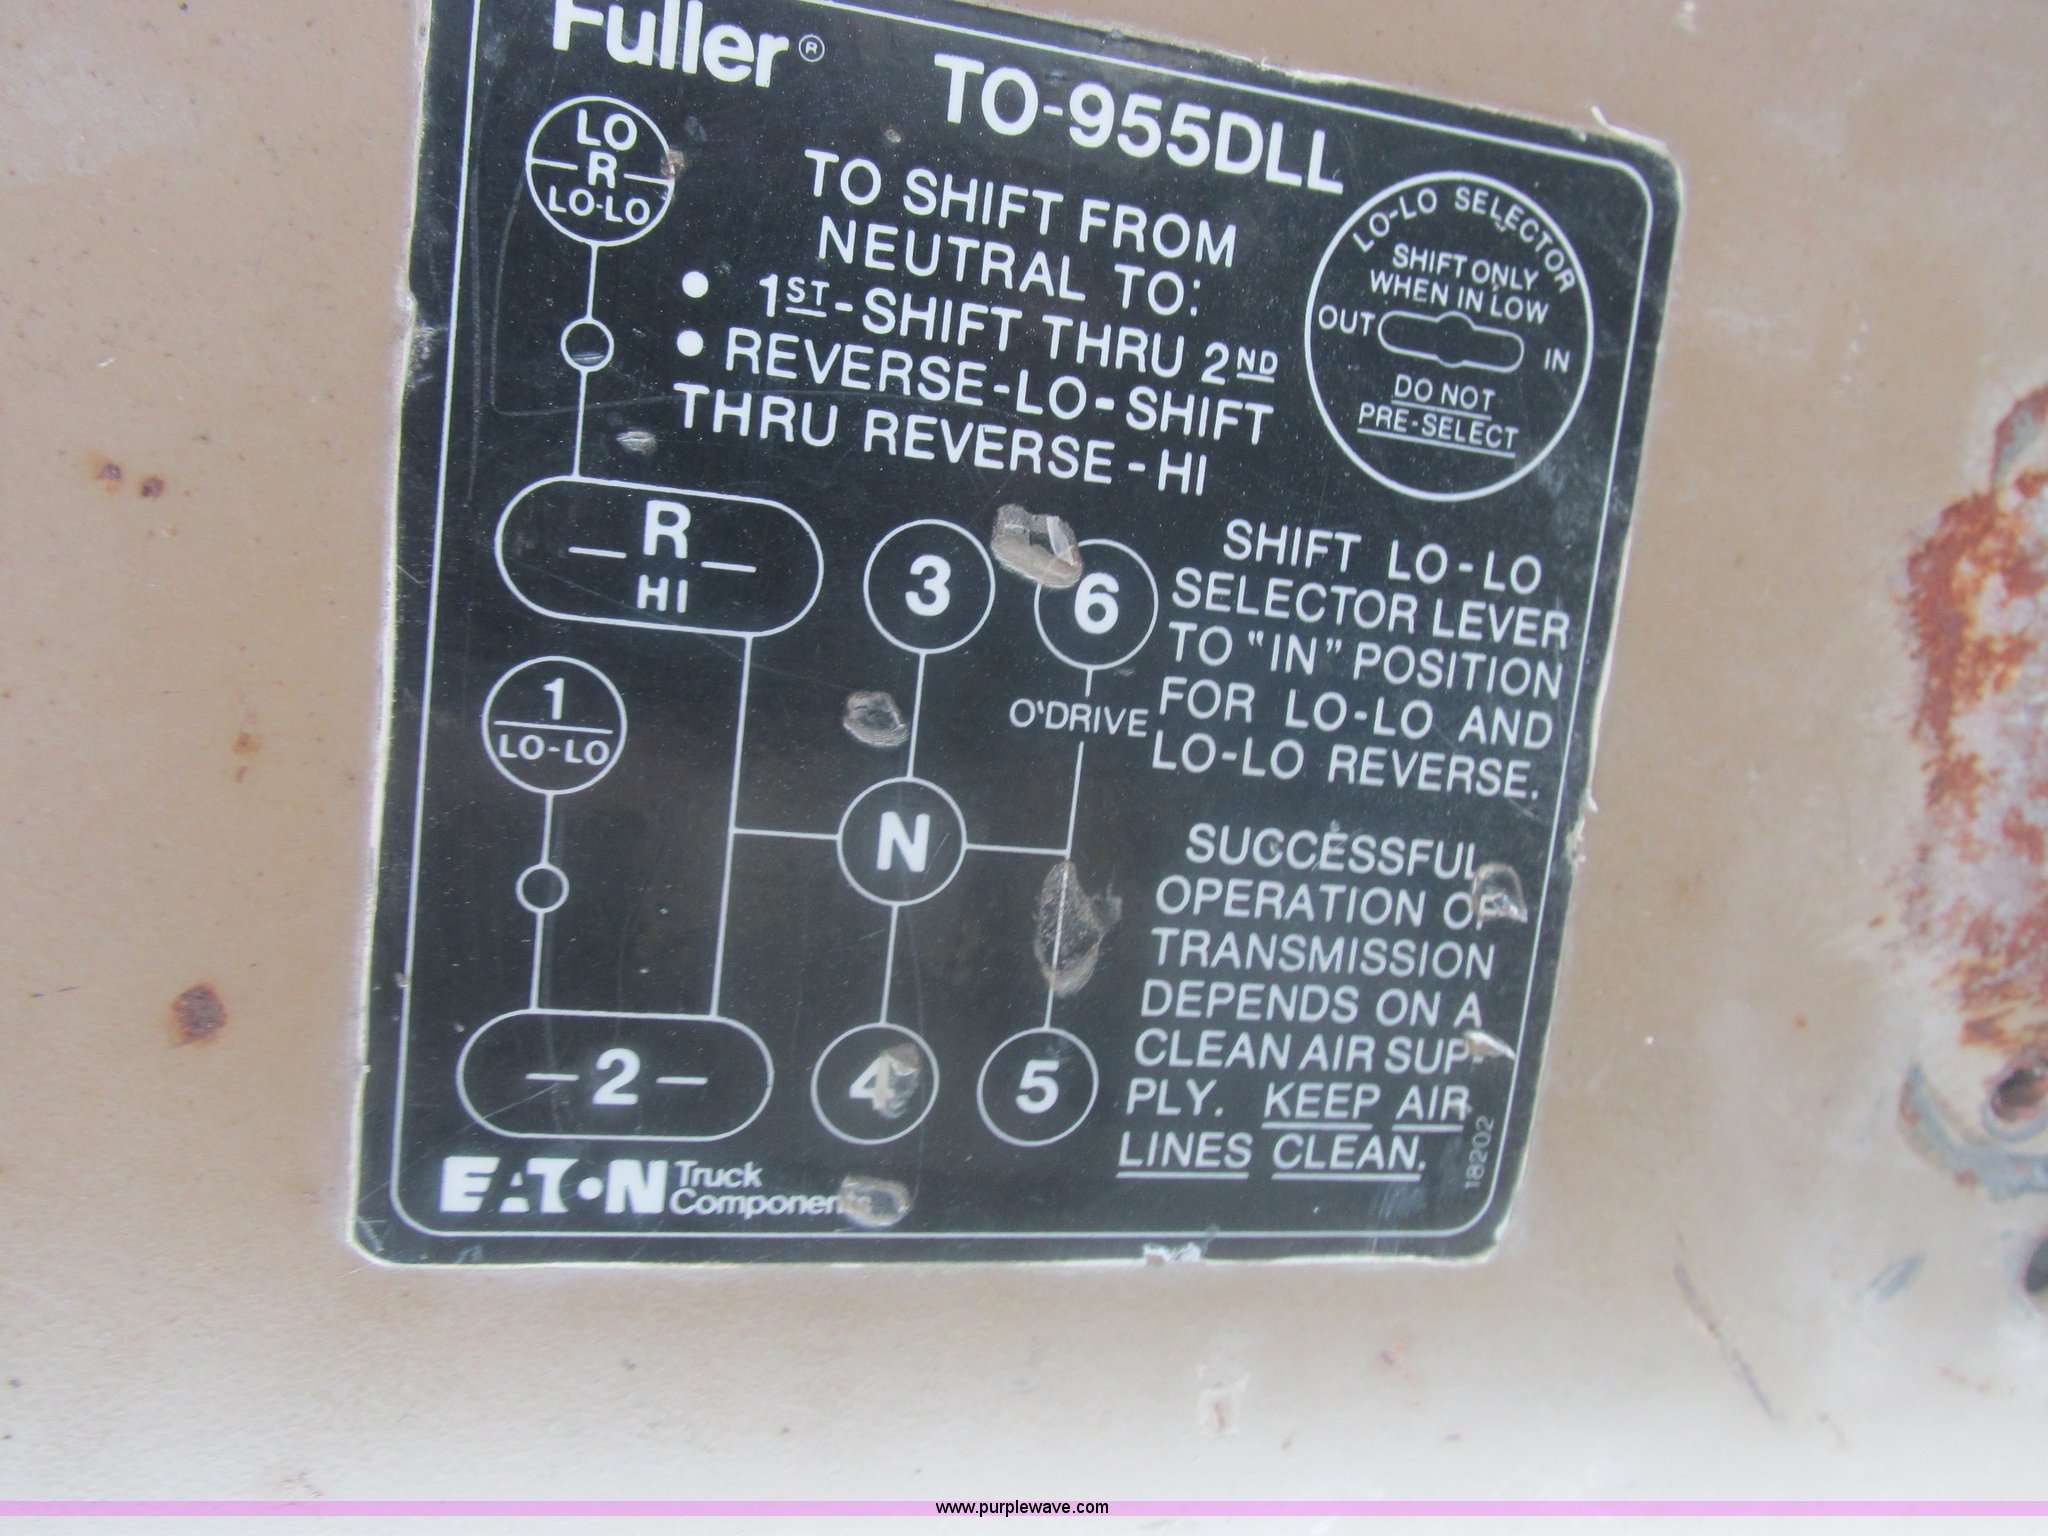 Fuller®
TO-955DLL
LO
R
LO-LO
TO SHIFT FROM
NEUTRAL TO:
• 1ST-SHIFT THRU 2ND
• REVERSE-LO-SHIFT
THRU REVERSE-HI
LO-LO SELECTOR
SHIFT ONLY
WHEN IN LOW
OUT IN
DO NOT
PRE-SELECT
R
HI
3
6
O'DRIVE
1
LO-LO
N
2
4
5
SHIFT LO-LO
SELECTOR LEVER
TO "IN" POSITION
FOR LO-LO AND
LO-LO REVERSE.
SUCCESSFUL
OPERATION OF
TRANSMISSION
DEPENDS ON A
CLEAN AIR SUP-
PLY. KEEP AIR
LINES CLEAN.
18202
EATON Truck
Components
www.purplewave.com